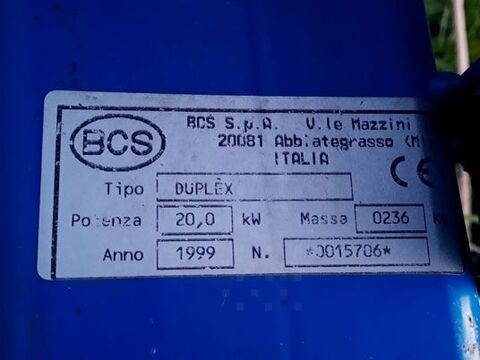 BCS
BCS S.p.A. V.le Mazzini
20081 Abbiategrasso (M
ITALIA
CE
Tipo DUPLEX
Potenza 20,0 kW Massa 0236 K
Anno 1999 N. *0015706*